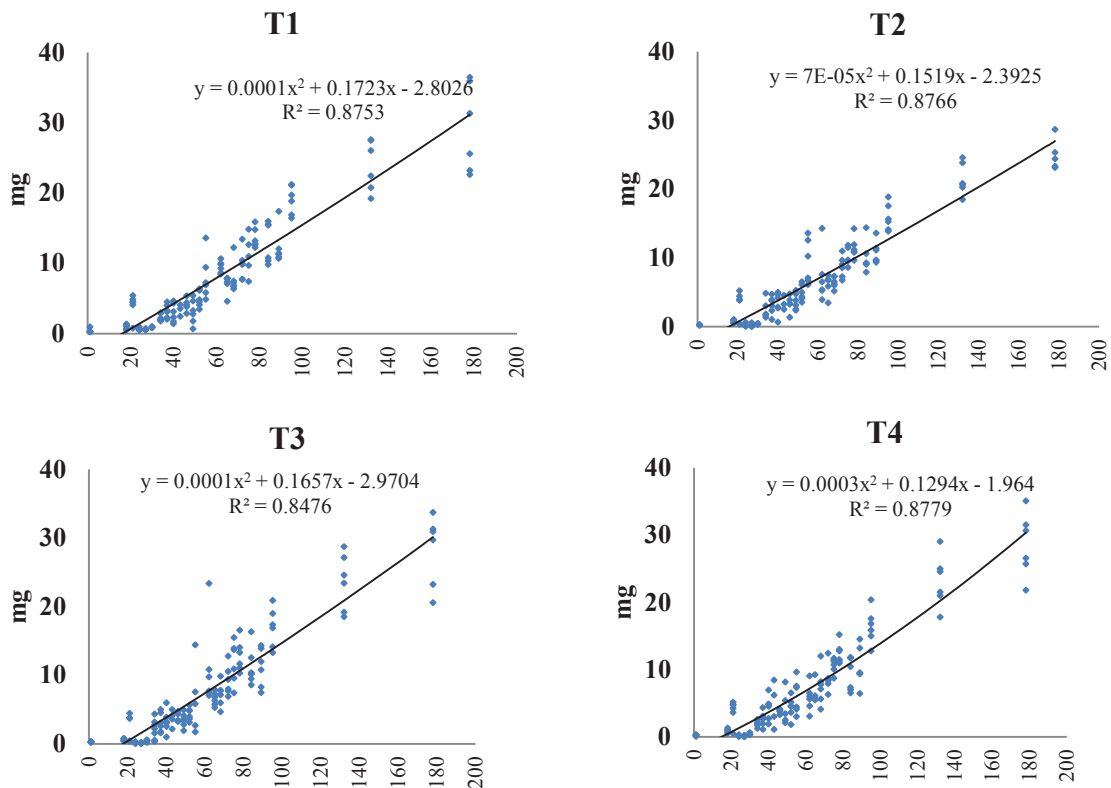 T1
y = 0.0001x² + 0.1723x - 2.8026
R² = 0.8753
mg
40
30
20
10
0
0 20 40 60 80 100 120 140 160 180 200
T2
y = 7E-05x² + 0.1519x - 2.3925
R² = 0.8766
mg
40
30
20
10
0
0 20 40 60 80 100 120 140 160 180 200
T3
y = 0.0001x² + 0.1657x - 2.9704
R² = 0.8476
mg
40
30
20
10
0
0 20 40 60 80 100 120 140 160 180 200
T4
y = 0.0003x² + 0.1294x - 1.964
R² = 0.8779
mg
40
30
20
10
0
0 20 40 60 80 100 120 140 160 180 200